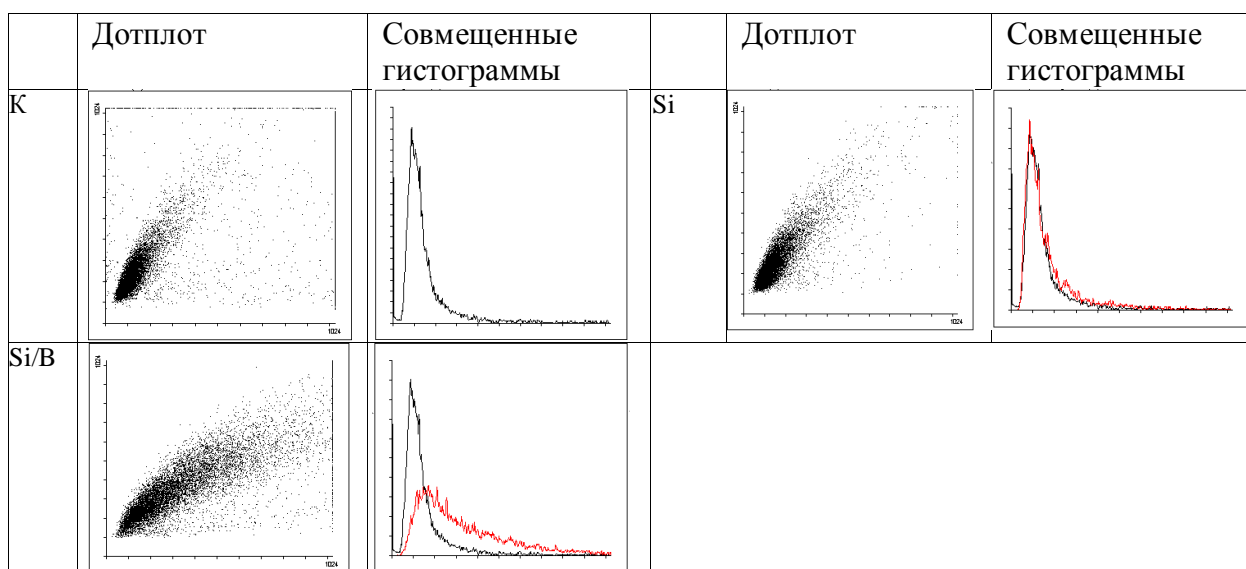 Дотплот
Совмещенные
гистограммы
Дотплот
Совмещенные
гистограммы
К
1024
1024
Si
1024
1024
Si/B
1024
1024